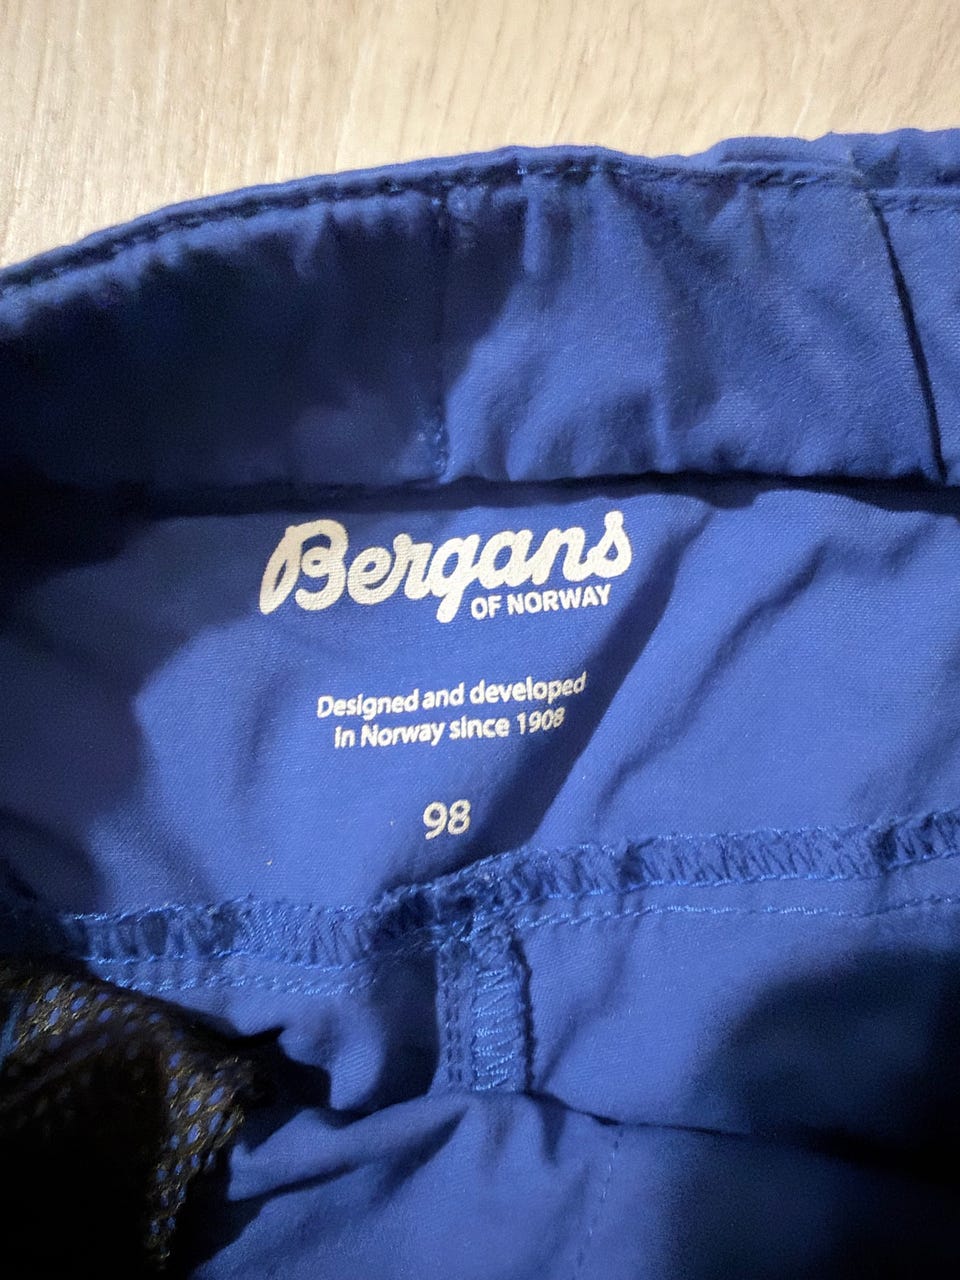 Bergans
OF NORWAY
Designed and developed
in Norway since 1908
98